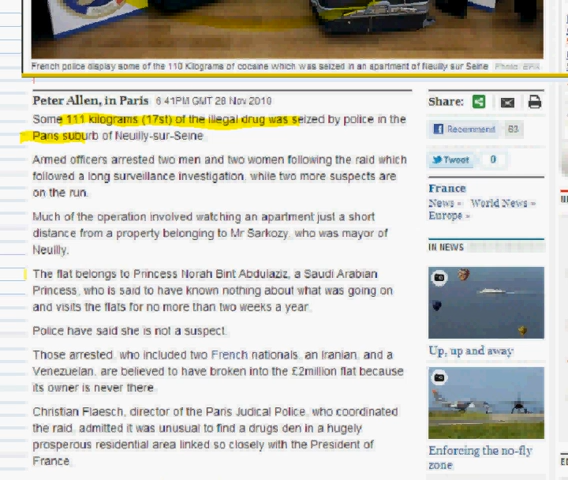 French police display some of the 110 Kilograms of cocaine which was seized in an apartment of Neuilly sur Seine Photo: EPA
Peter Allen, in Paris 6:41PM GMT 28 Nov 2010
Some 111 kilograms (17st) of the illegal drug was seized by police in the
Paris suburb of Neuilly-sur-Seine
Armed officers arrested two men and two women following the raid which
followed a long surveillance investigation, while two more suspects are
on the run.
Much of the operation involved watching an apartment just a short
distance from a property belonging to Mr Sarkozy, who was mayor of
Neuilly.
The flat belongs to Princess Norah Bint Abdulaziz, a Saudi Arabian
Princess, who is said to have known nothing about what was going on
and visits the flats for no more than two weeks a year.
Police have said she is not a suspect.
Those arrested, who included two French nationals, an Iranian, and a
Venezuelan, are believed to have broken into the £2million flat because
its owner is never there.
Christian Flaesch, director of the Paris Judical Police, who coordinated
the raid, admitted it was unusual to find a drugs den in a hugely
prosperous residential area linked so closely with the President of
France.
Share:
Recommend 63
Tweet 0
France
News » World News »
Europe »
IN NEWS
Up, up and away
Enforcing the no-fly
zone